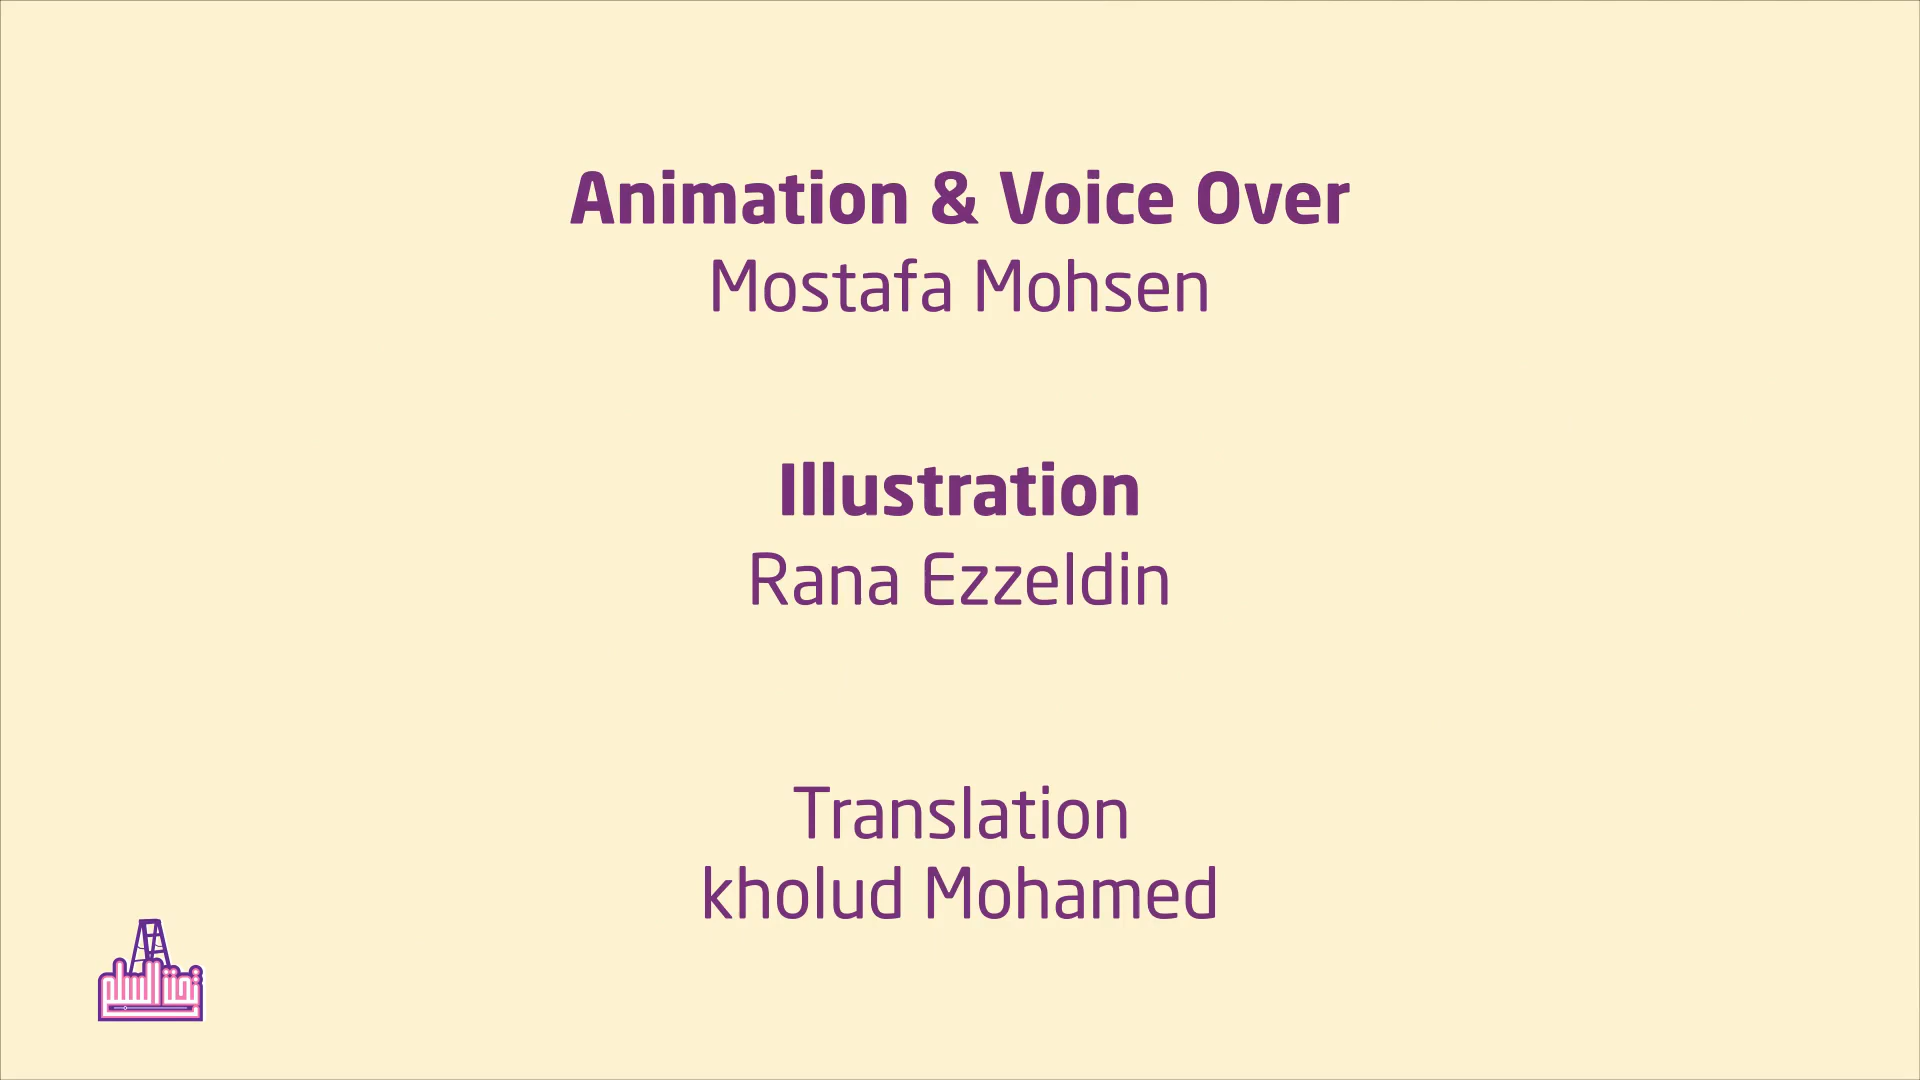 Animation & Voice Over
Mostafa Mohsen
Illustration
Rana Ezzeldin
Translation
kholud Mohamed